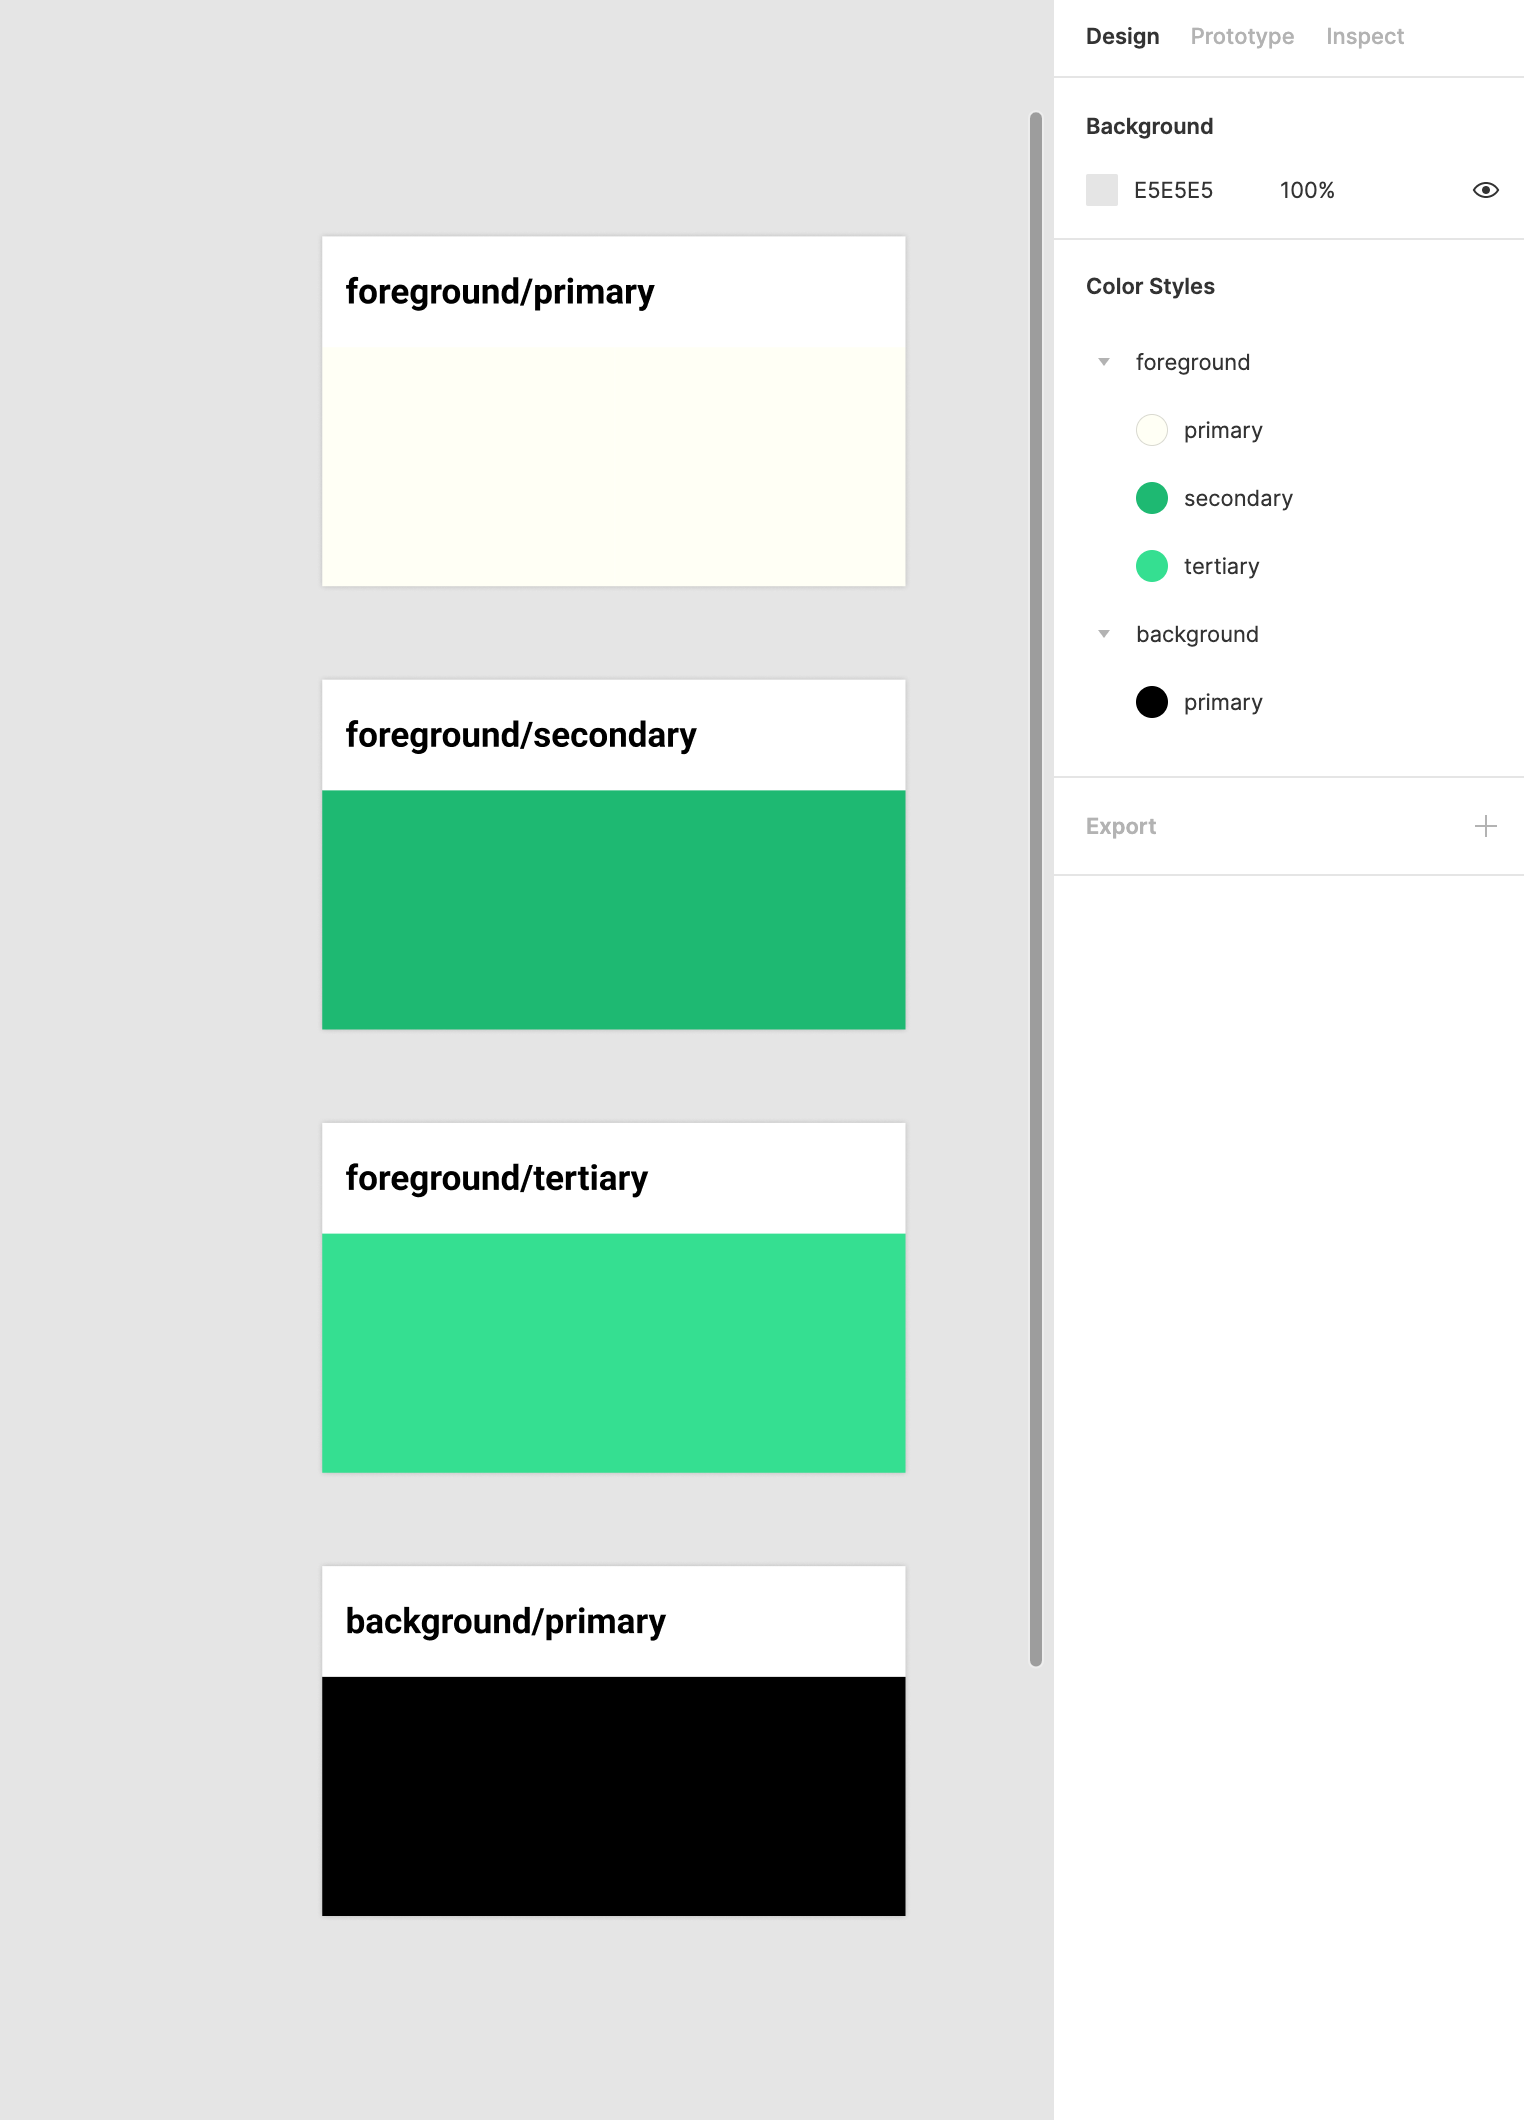 foreground/primary
foreground/secondary
foreground/tertiary
background/primary
Design Prototype Inspect
Background
E5E5E5 100%
Color Styles
foreground
primary
secondary
tertiary
background
primary
Export